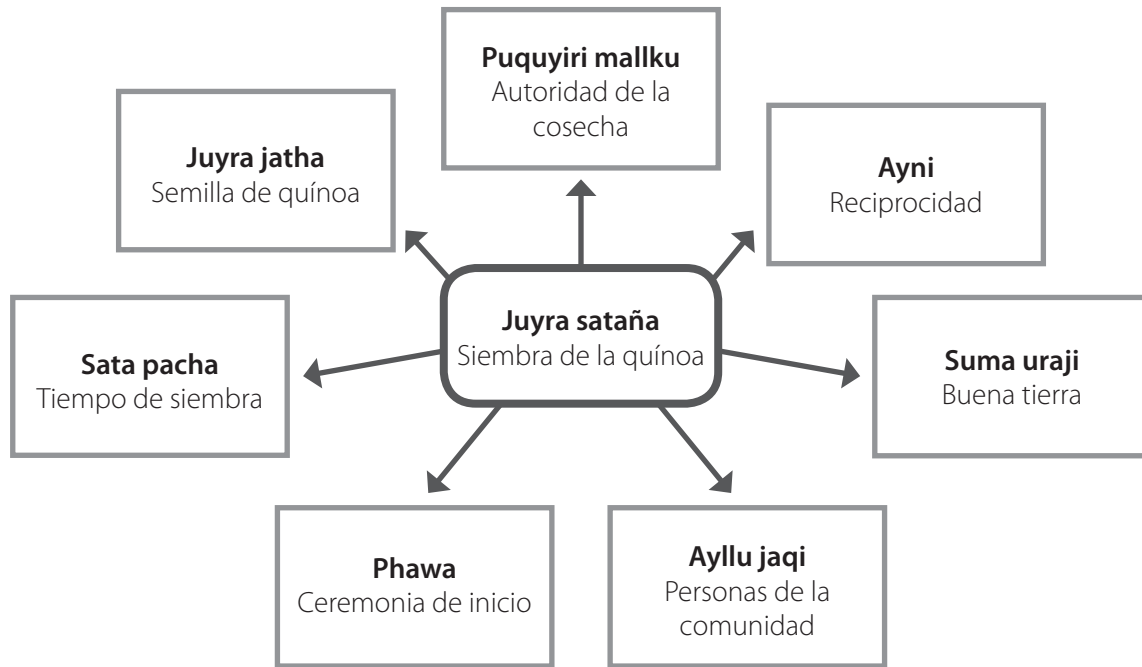 Puquyiri mallku
Autoridad de la
cosecha
Juyra jatha
Semilla de quínoa
Ayni
Reciprocidad
Juyra sataña
Siembra de la quínoa
Sata pacha
Tiempo de siembra
Suma uraji
Buena tierra
Phawa
Ceremonia de inicio
Ayllu jaqi
Personas de la
comunidad